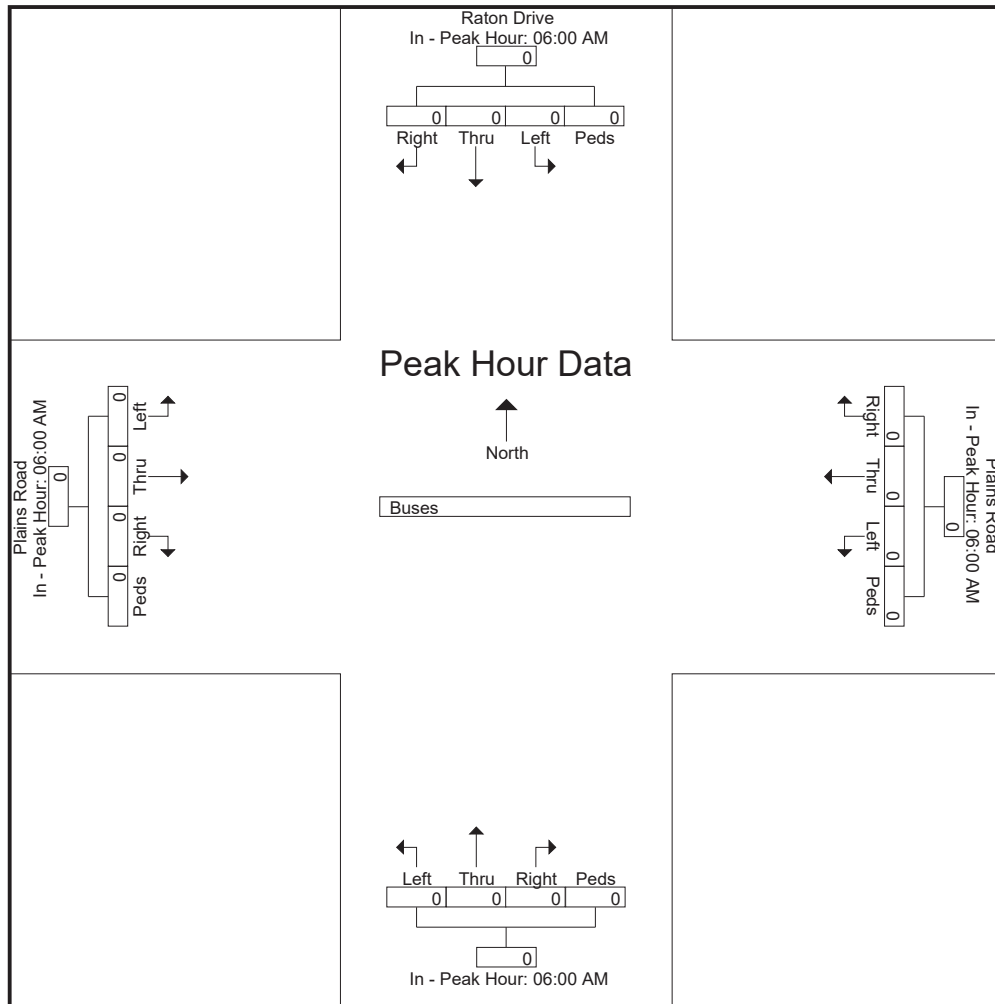 Raton Drive
In - Peak Hour: 06:00 AM
0
0 0 0 0
Right Thru Left Peds
Peak Hour Data
North
Buses
Plains Road
In - Peak Hour: 06:00 AM
0
0 0 0 0
Left Thru Right Peds
Plains Road
In - Peak Hour: 06:00 AM
0
0 0 0 0
Right Thru Left Peds
Left Thru Right Peds
0 0 0 0
0
In - Peak Hour: 06:00 AM